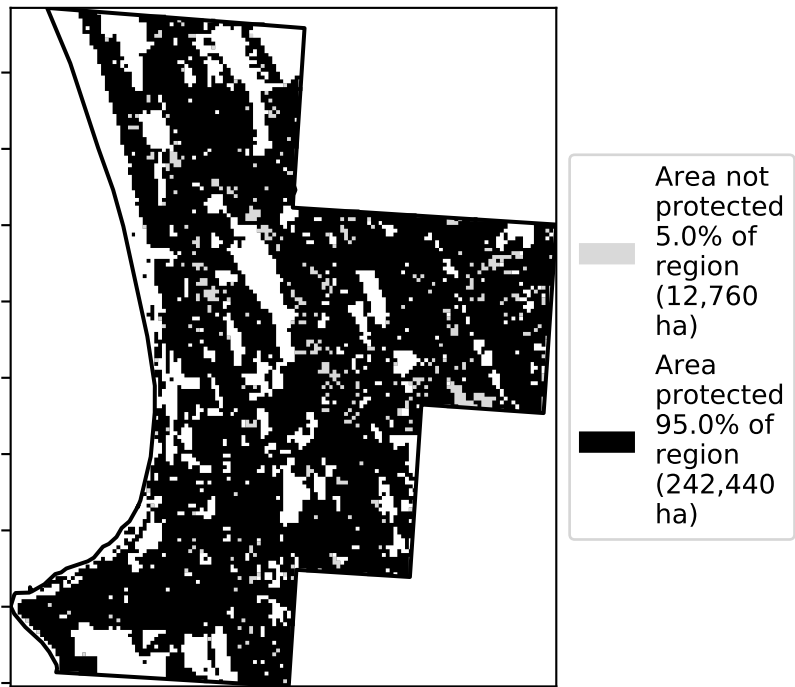 Area not
protected
5.0% of
region
(12,760
ha)
Area
protected
95.0% of
region
(242,440
ha)